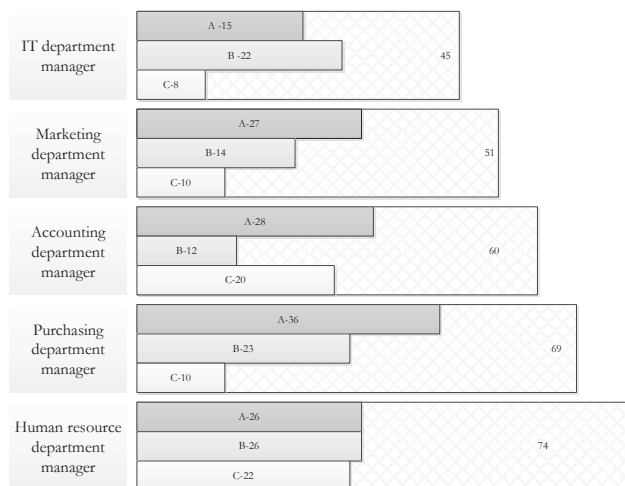 IT department
manager
A -15
B -22
C-8
45
Marketing
department
manager
A-27
B-14
C-10
51
Accounting
department
manager
A-28
B-12
C-20
60
Purchasing
department
manager
A-36
B-23
C-10
69
Human resource
department
manager
A-26
B-26
C-22
74